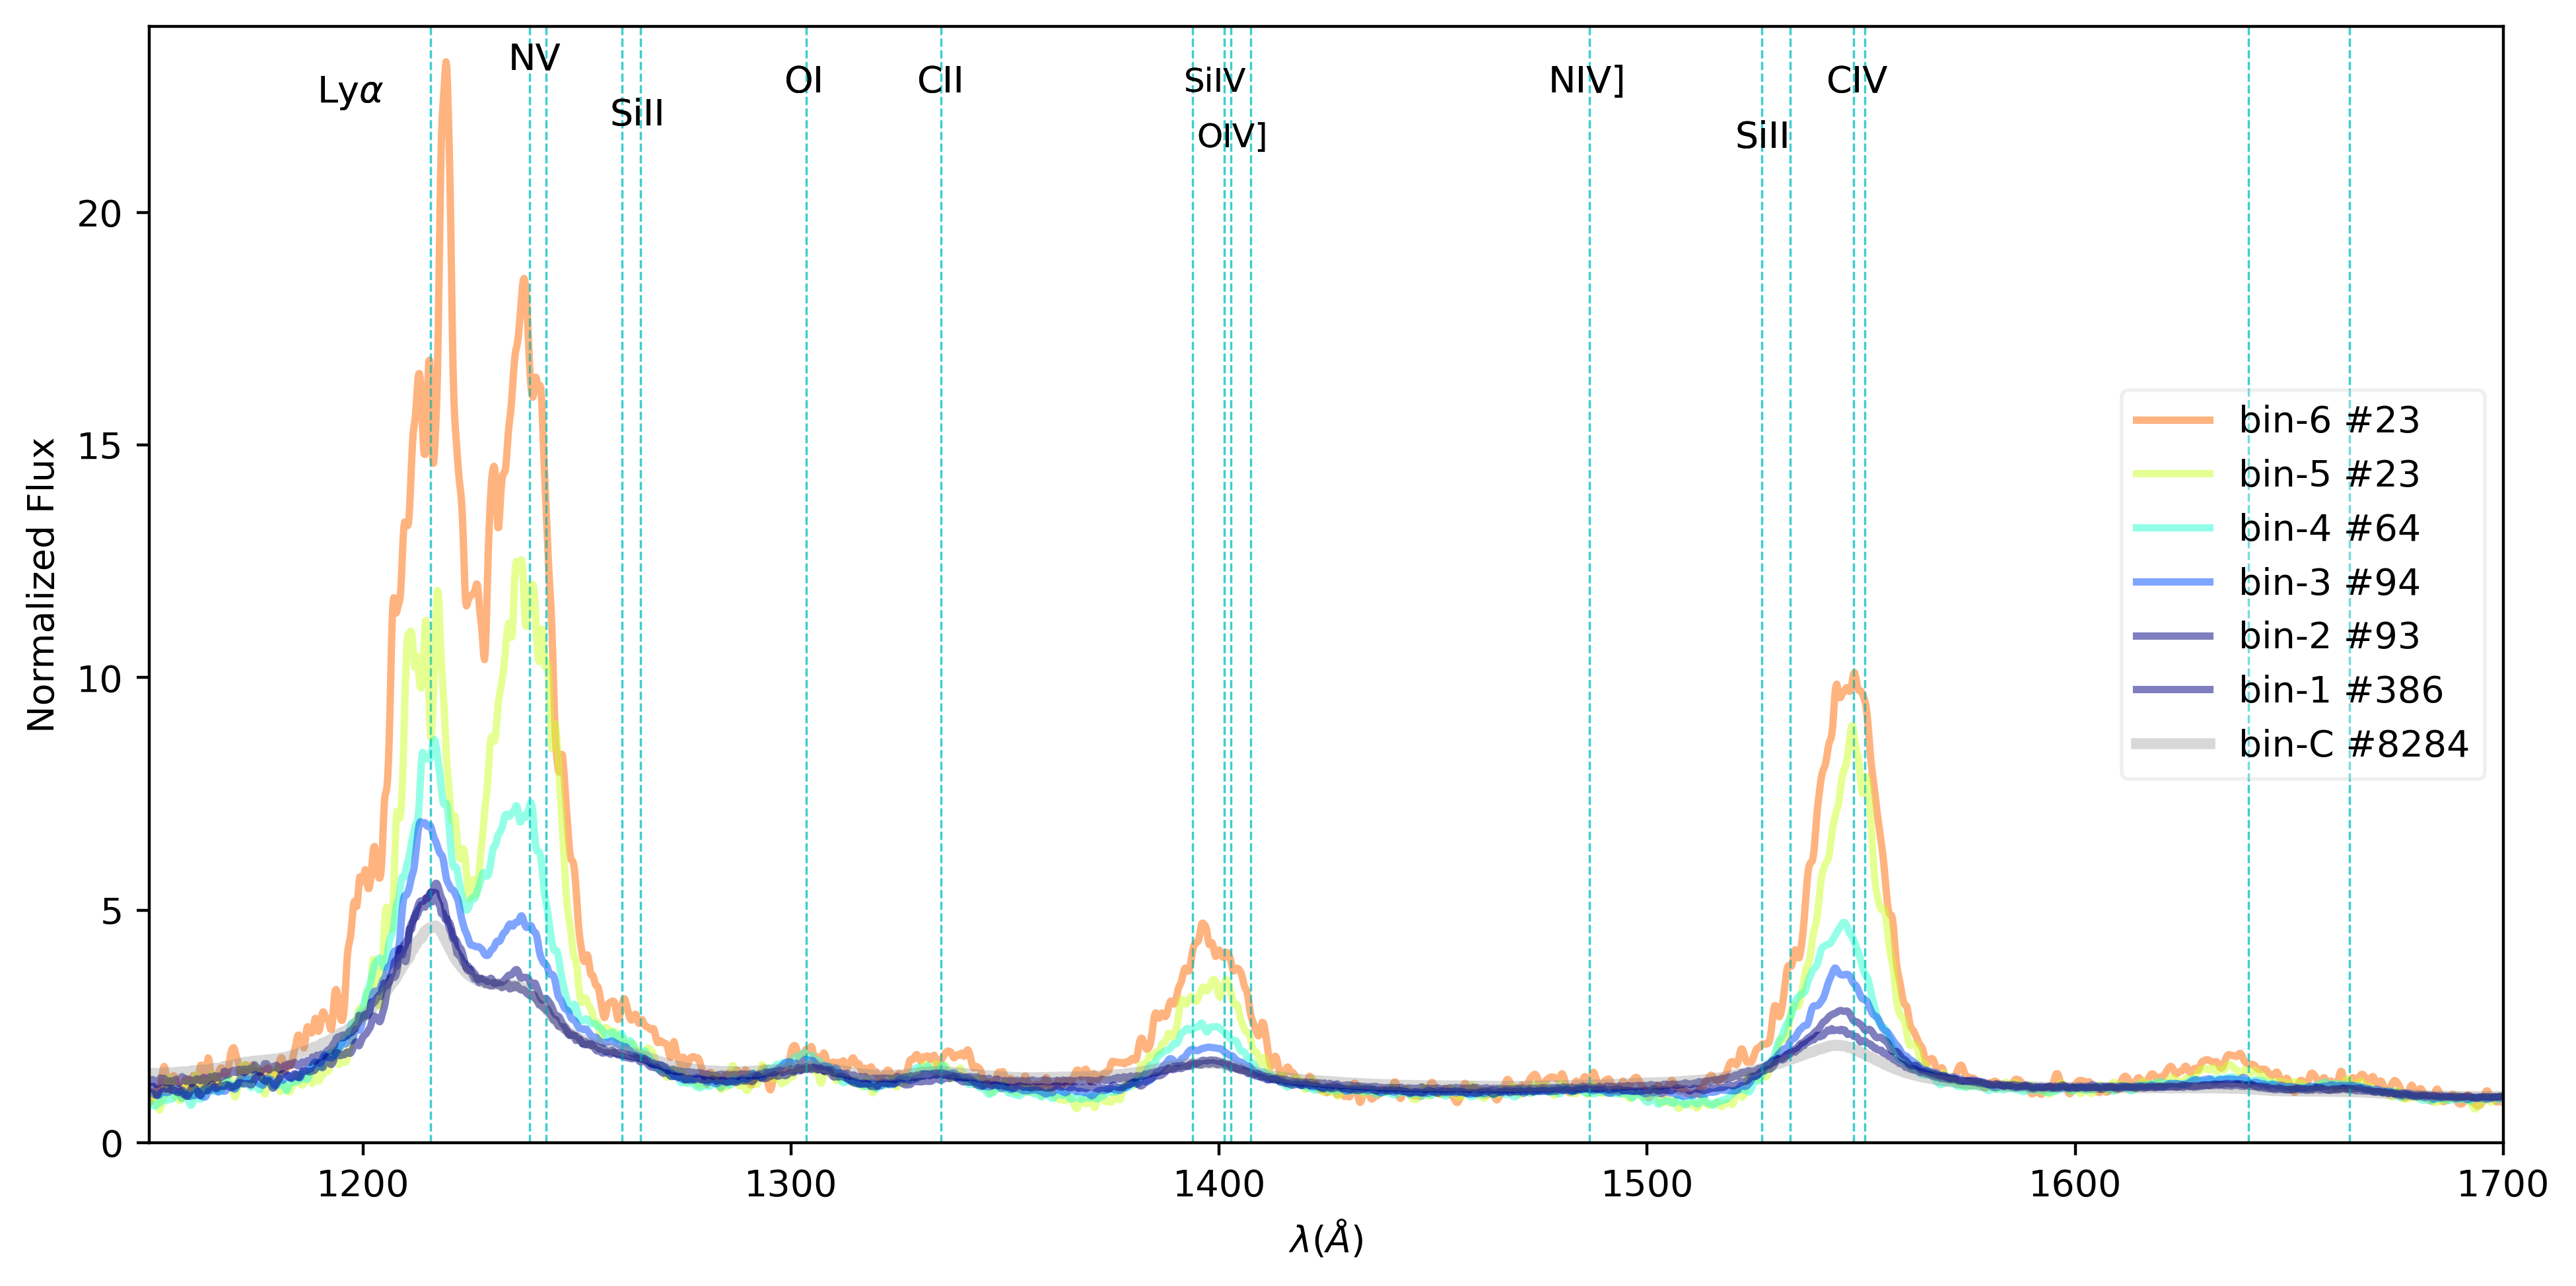 NV
Lyα
OI
CII
SiIV
NIV]
CIV
SiII
OIV]
SiII
20
15
10
5
0
Normalized Flux
bin-6 #23
bin-5 #23
bin-4 #64
bin-3 #94
bin-2 #93
bin-1 #386
bin-C #8284
1200
1300
1400
1500
1600
1700
λ(Å)